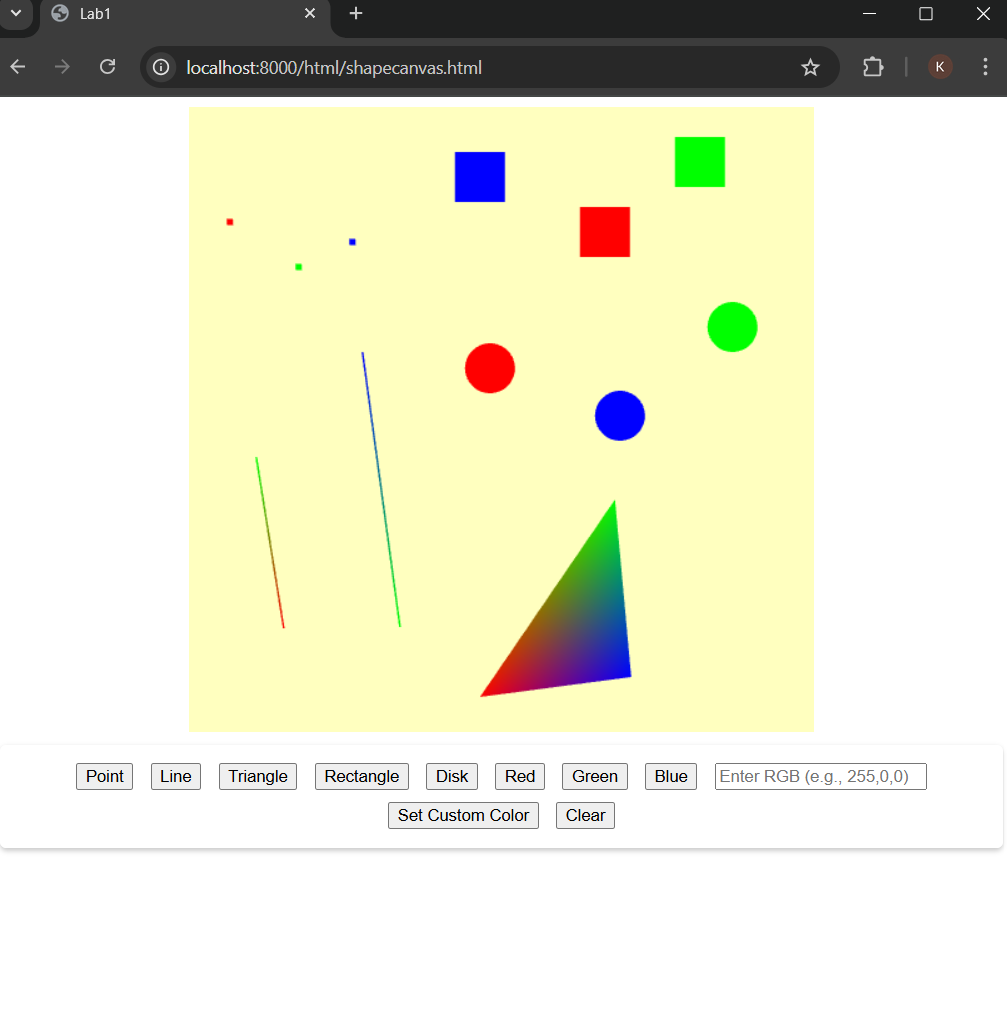 Lab1
localhost:8000/html/shapecanvas.html
K
Point Line Triangle Rectangle Disk Red Green Blue Enter RGB (e.g., 255,0,0)
Set Custom Color Clear